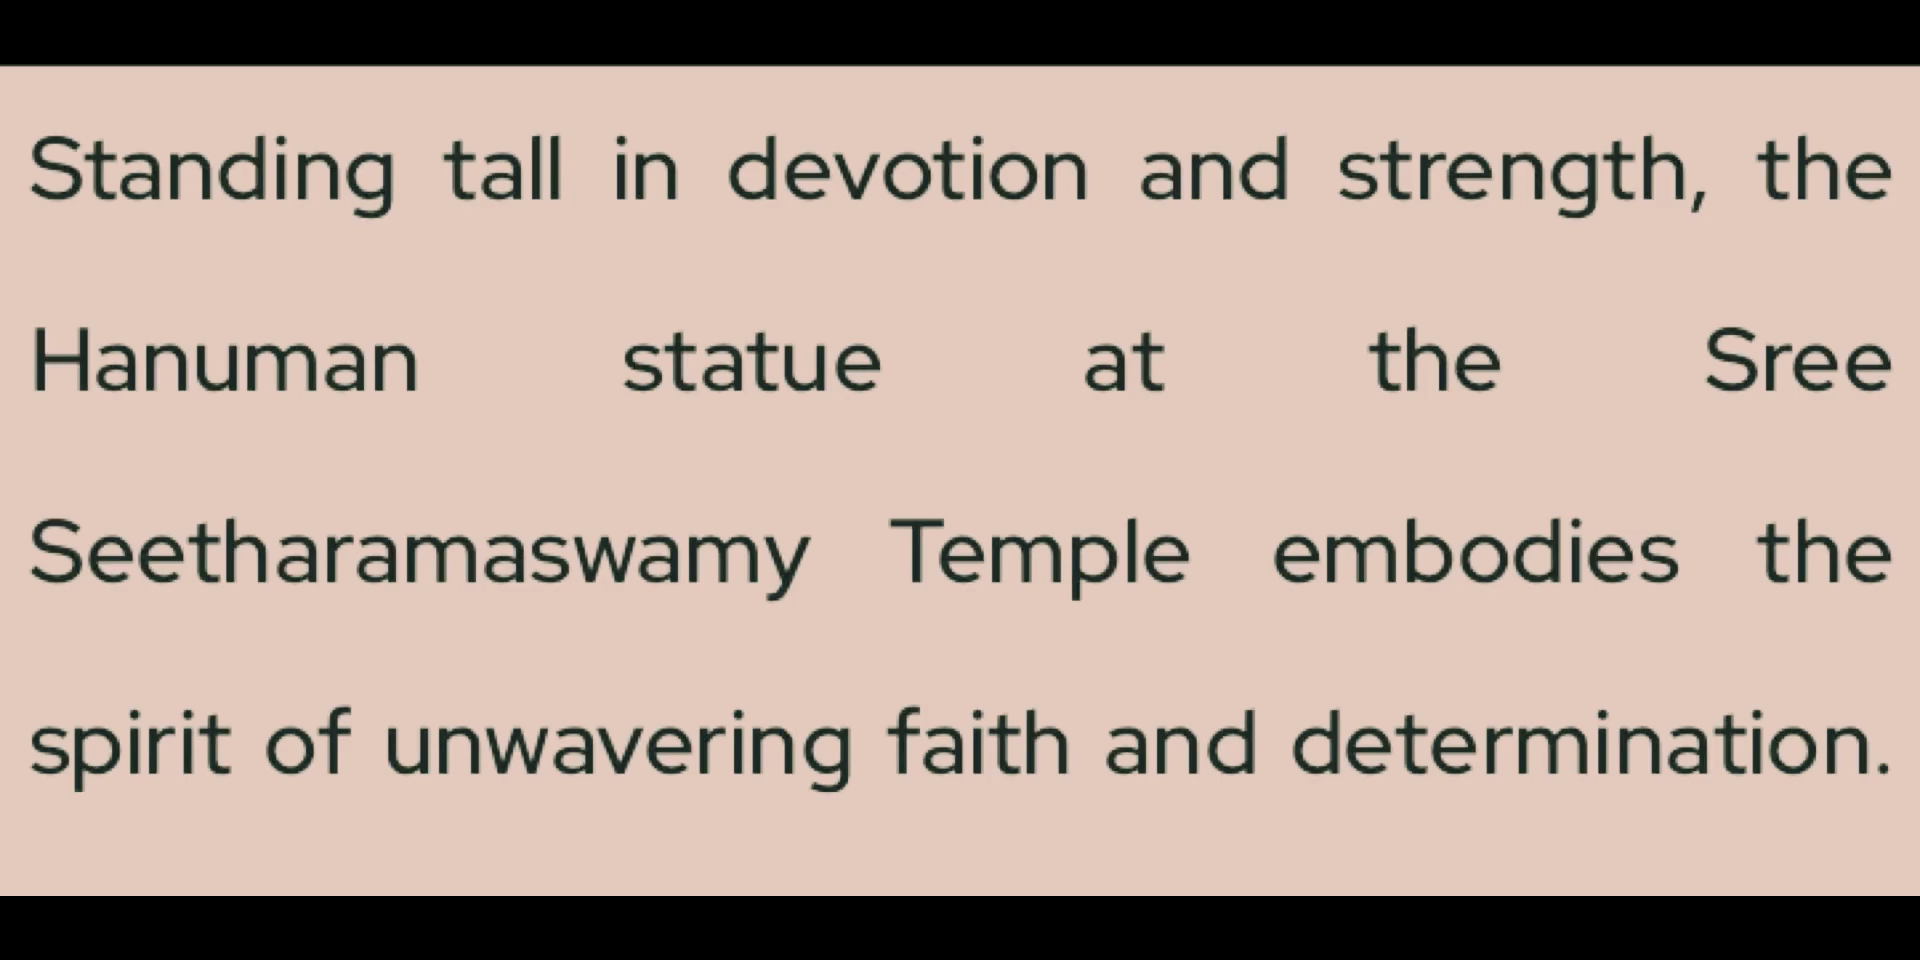 Standing tall in devotion and strength, the
Hanuman statue at the Sree
Seetharamaswamy Temple embodies the
spirit of unwavering faith and determination.